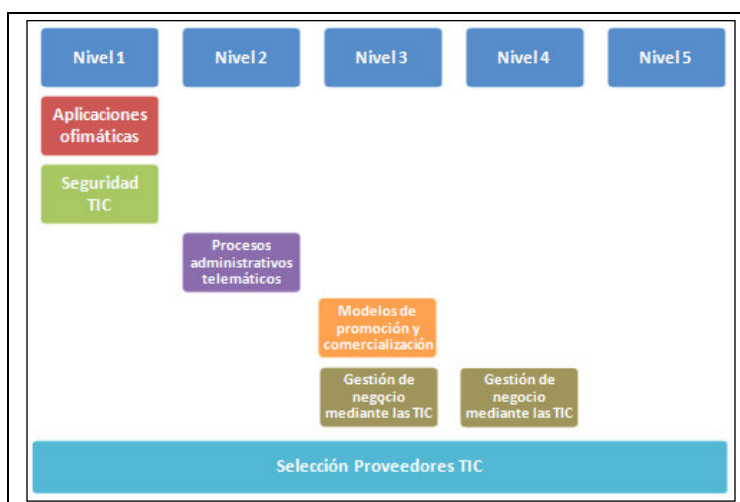 Nivel 1
Nivel 2
Nivel 3
Nivel 4
Nivel 5
Aplicaciones
ofimáticas
Seguridad
TIC
Procesos
administrativos
telemáticos
Modelos de
promoción y
comercialización
Gestión de
negocio
mediante las TIC
Gestión de
negocio
mediante las TIC
Selección Proveedores TIC